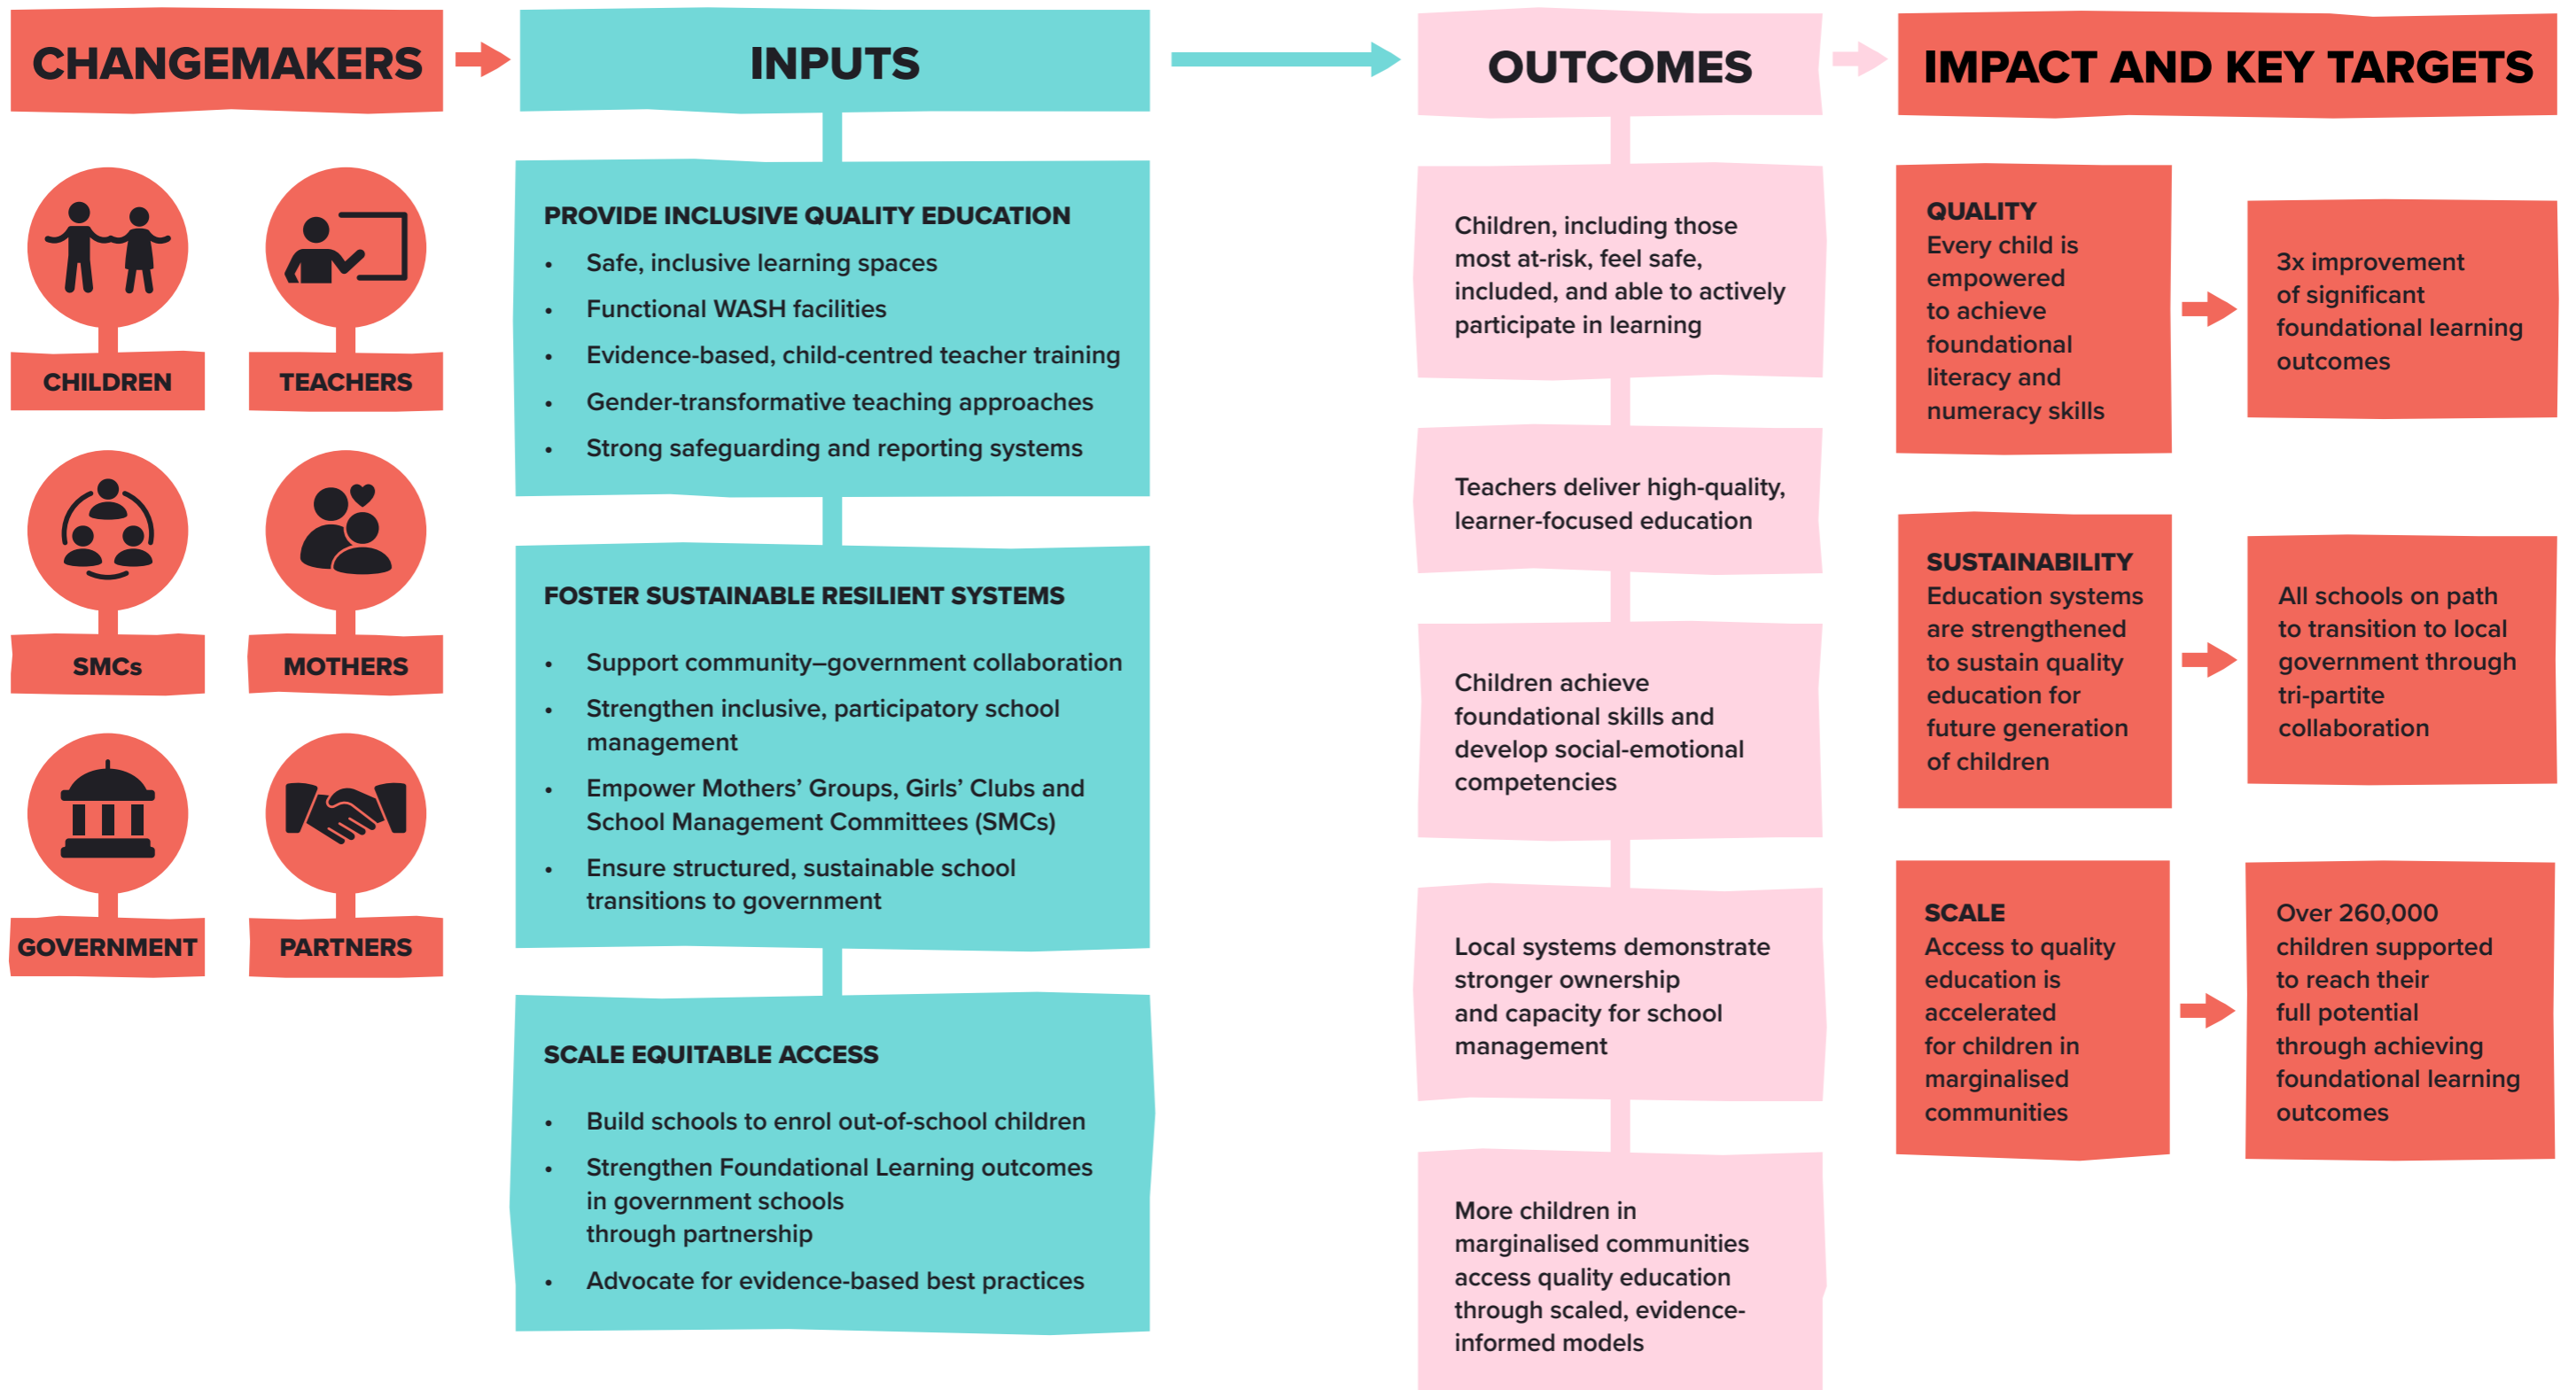 CHANGEMAKERS
INPUTS
OUTCOMES
IMPACT AND KEY TARGETS
CHILDREN
TEACHERS
SMCs
MOTHERS
GOVERNMENT
PARTNERS
PROVIDE INCLUSIVE QUALITY EDUCATION
• Safe, inclusive learning spaces
• Functional WASH facilities
• Evidence-based, child-centred teacher training
• Gender-transformative teaching approaches
• Strong safeguarding and reporting systems
FOSTER SUSTAINABLE RESILIENT SYSTEMS
• Support community–government collaboration
• Strengthen inclusive, participatory school
management
• Empower Mothers’ Groups, Girls’ Clubs and
School Management Committees (SMCs)
• Ensure structured, sustainable school
transitions to government
SCALE EQUITABLE ACCESS
• Build schools to enrol out-of-school children
• Strengthen Foundational Learning outcomes
in government schools
through partnership
• Advocate for evidence-based best practices
Children, including those
most at-risk, feel safe,
included, and able to actively
participate in learning
Teachers deliver high-quality,
learner-focused education
Children achieve
foundational skills and
develop social-emotional
competencies
Local systems demonstrate
stronger ownership
and capacity for school
management
More children in
marginalised communities
access quality education
through scaled, evidence-
informed models
QUALITY
Every child is
empowered
to achieve
foundational
literacy and
numeracy skills
3x improvement
of significant
foundational learning
outcomes
SUSTAINABILITY
Education systems
are strengthened
to sustain quality
education for
future generation
of children
All schools on path
to transition to local
government through
tri-partite
collaboration
SCALE
Access to quality
education is
accelerated
for children in
marginalised
communities
Over 260,000
children supported
to reach their
full potential
through achieving
foundational learning
outcomes